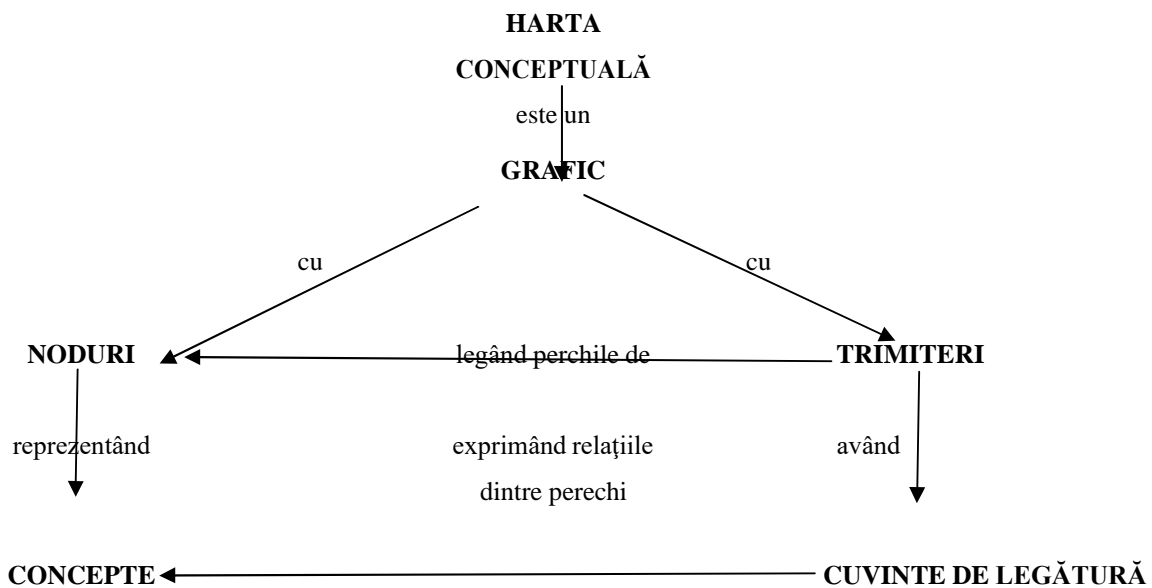 HARTA
CONCEPTUALĂ
este un
GRAFIC
cu cu
NODURI legând perchile de TRIMITERI
reprezentând exprimând relaţiile având
dintre perechi
CONCEPTE CUVINTE DE LEGĂTURĂ